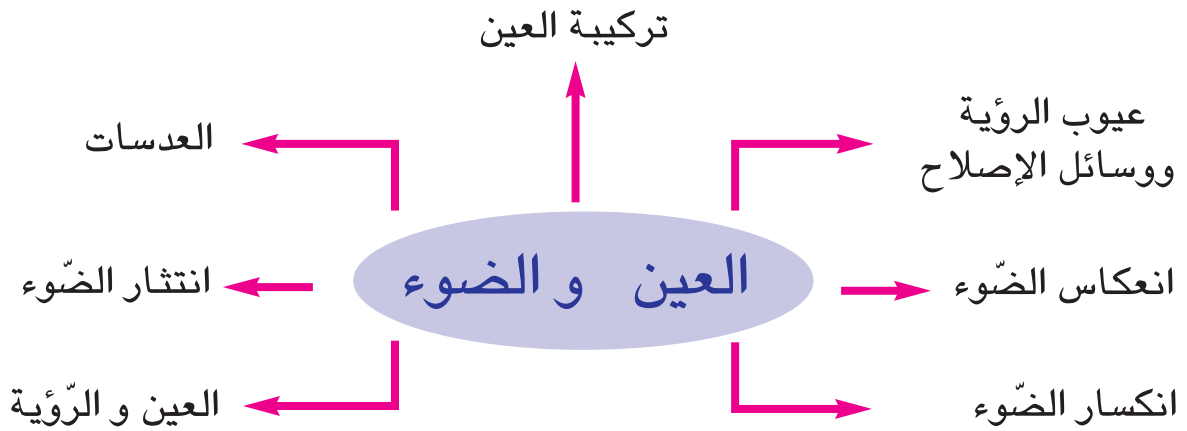 تركيبة العين
عيوب الرؤية
ووسائل الإصلاح
العدسات
العين و الضوء
انعكاس الضّوء
انتثار الضّوء
انكسار الضّوء
العين و الرّؤية